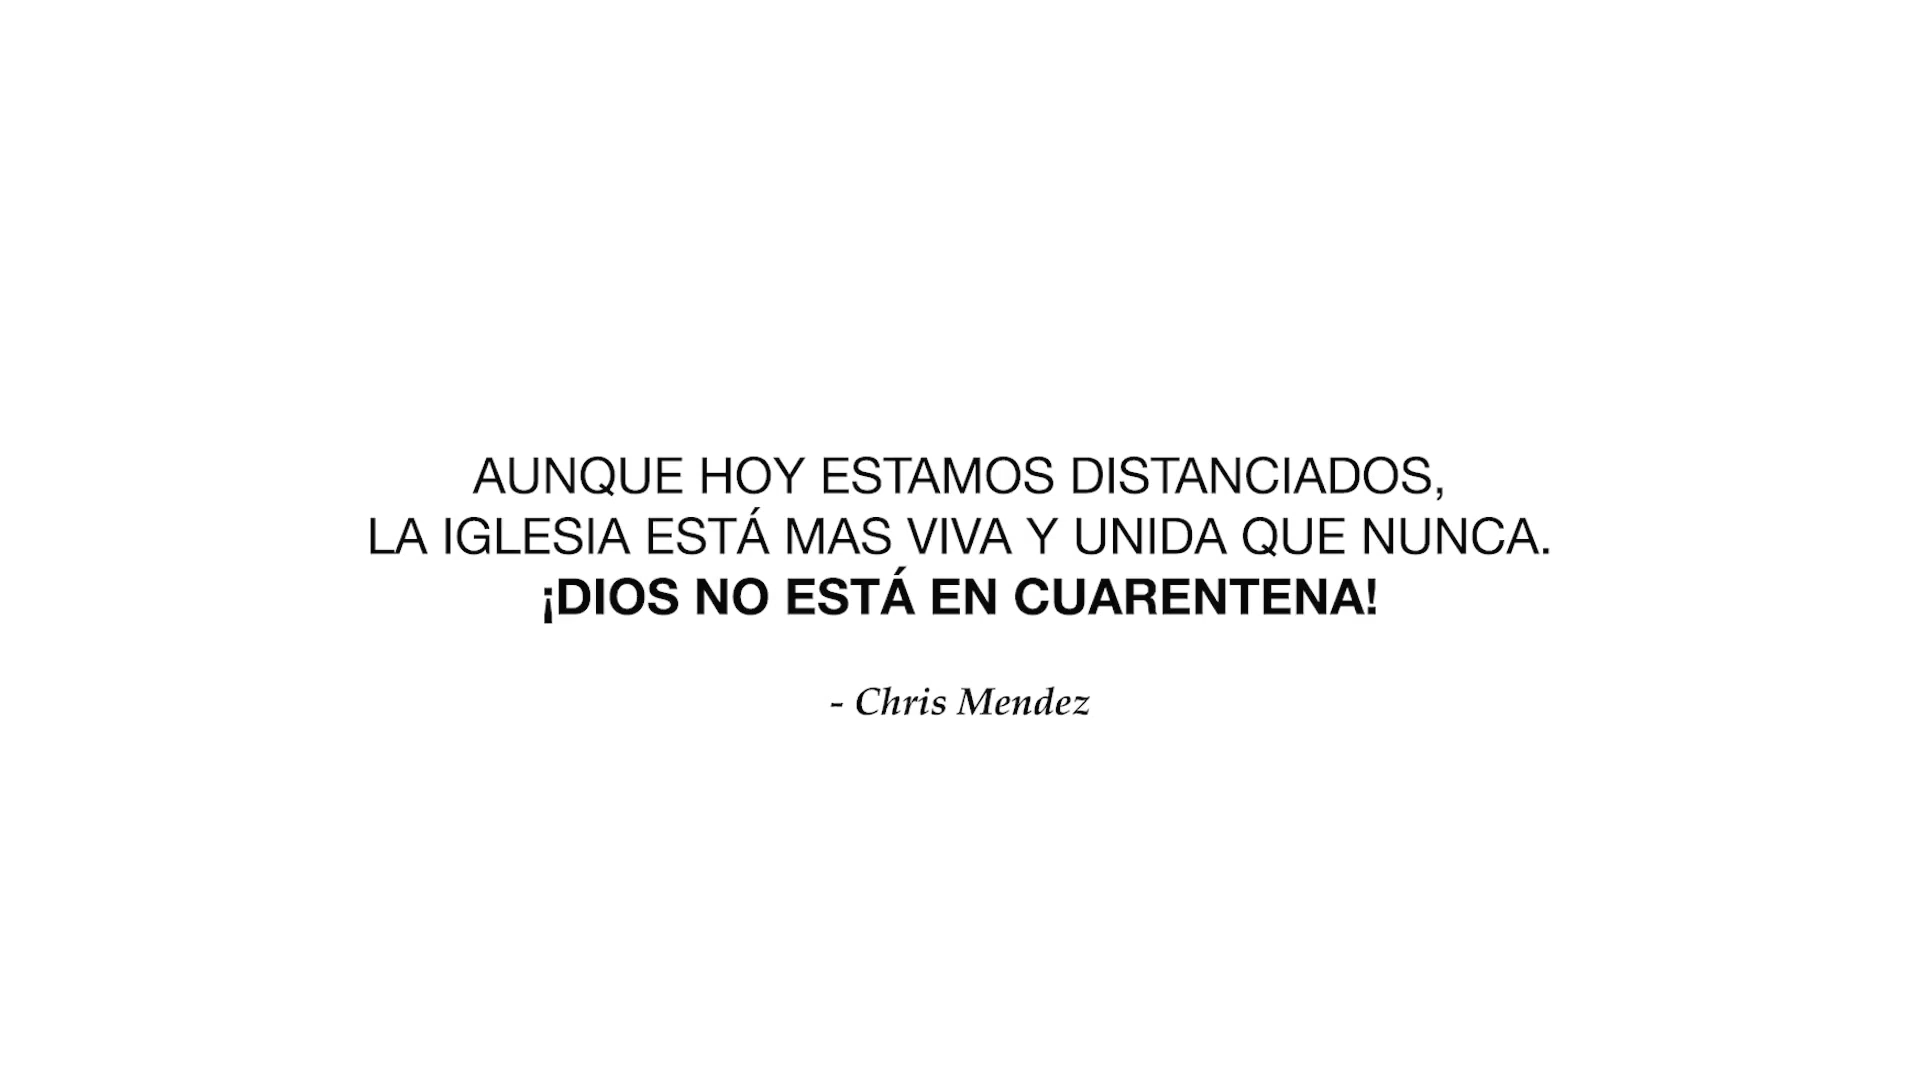 AUNQUE HOY ESTAMOS DISTANCIADOS,
LA IGLESIA ESTÁ MAS VIVA Y UNIDA QUE NUNCA.
¡DIOS NO ESTÁ EN CUARENTENA!
- Chris Mendez